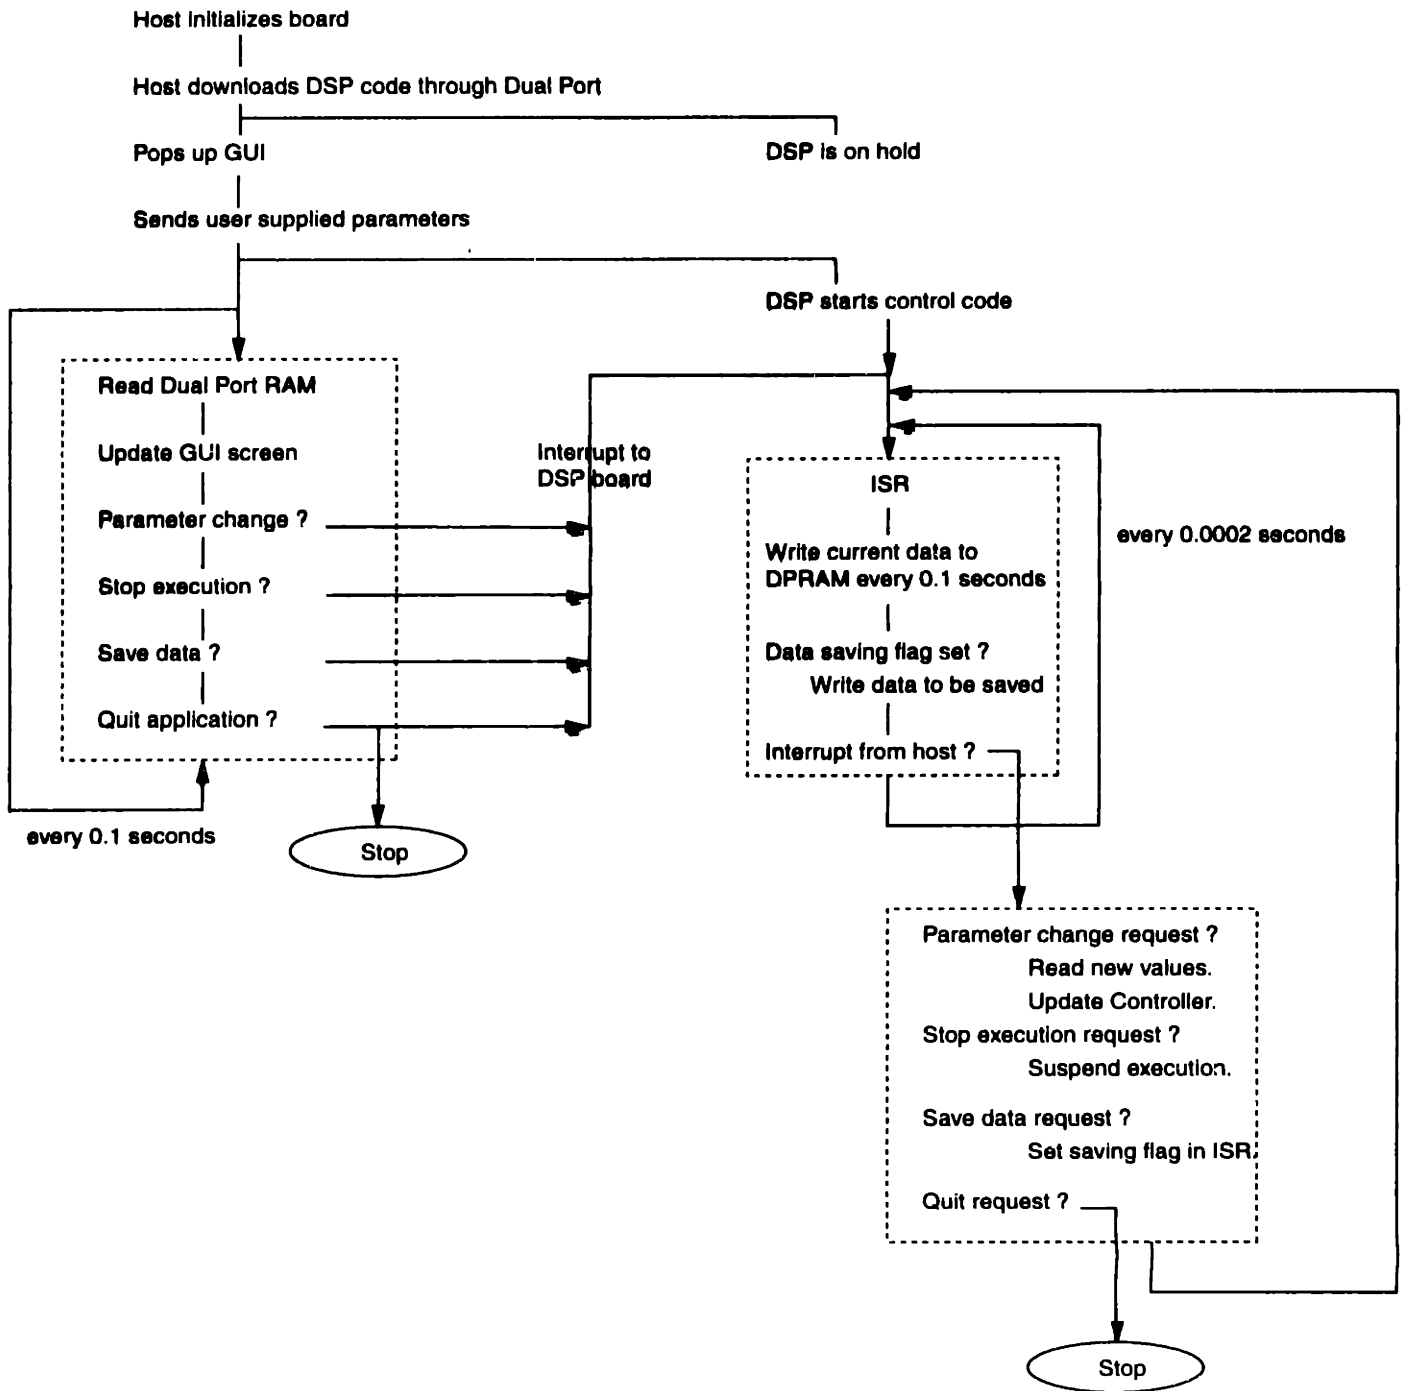 Host initializes board
Host downloads DSP code through Dual Port
Pops up GUI
DSP is on hold
Sends user supplied parameters
DSP starts control code
Read Dual Port RAM
Update GUI screen
Parameter change ?
Stop execution ?
Save data ?
Quit application ?
every 0.1 seconds
Stop
Interrupt to
DSP board
ISR
Write current data to
DPRAM every 0.1 seconds
Data saving flag set ?
Write data to be saved
Interrupt from host ?
every 0.0002 seconds
Parameter change request ?
Read new values.
Update Controller.
Stop execution request ?
Suspend execution.
Save data request ?
Set saving flag in ISR.
Quit request ?
Stop